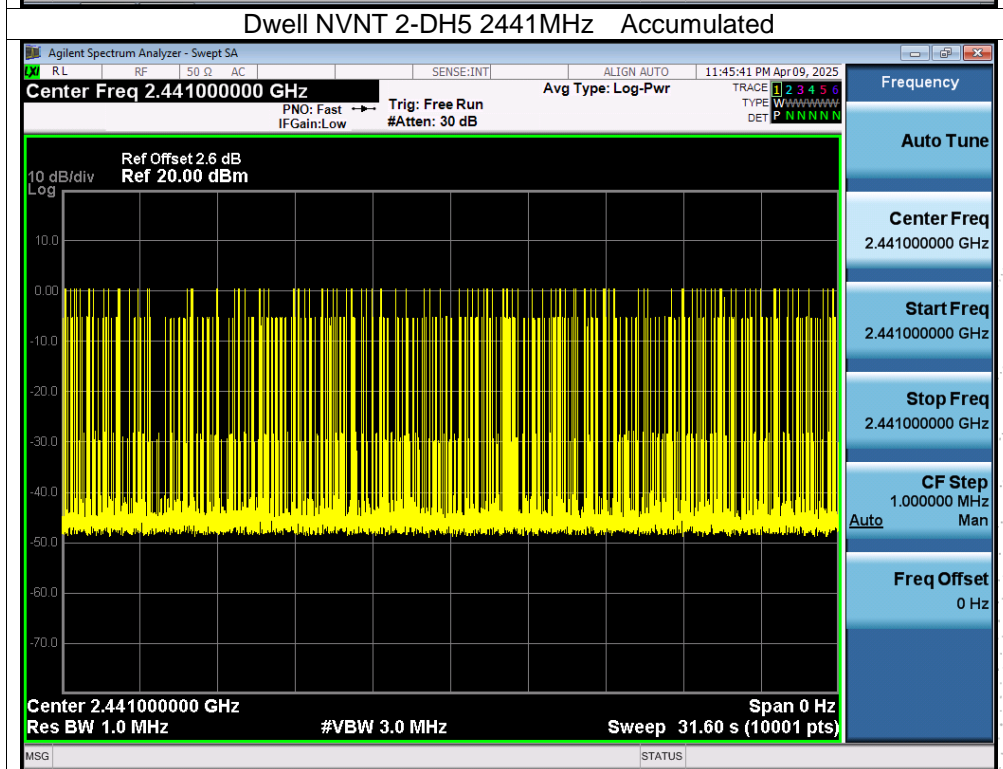 Dwell NVNT 2-DH5 2441MHz Accumulated
Agilent Spectrum Analyzer - Swept SA
LXI RL RF 50 Ω AC SENSE:INT ALIGN AUTO 11:45:41 PM Apr 09, 2025
Center Freq 2.441000000 GHz
PNO: Fast
IFGain:Low
Trig: Free Run
#Atten: 30 dB
Avg Type: Log-Pwr
TRACE 1 2 3 4 5 6
TYPE WWWWWWW
DET P N N N N N
Ref Offset 2.6 dB
10 dB/div Ref 20.00 dBm
Log
10.0
0.00
-10.0
-20.0
-30.0
-40.0
-50.0
-60.0
-70.0
Center 2.441000000 GHz Span 0 Hz
Res BW 1.0 MHz #VBW 3.0 MHz Sweep 31.60 s (10001 pts)
MSG STATUS
Frequency
Auto Tune
Center Freq
2.441000000 GHz
Start Freq
2.441000000 GHz
Stop Freq
2.441000000 GHz
CF Step
1.000000 MHz
Auto Man
Freq Offset
0 Hz